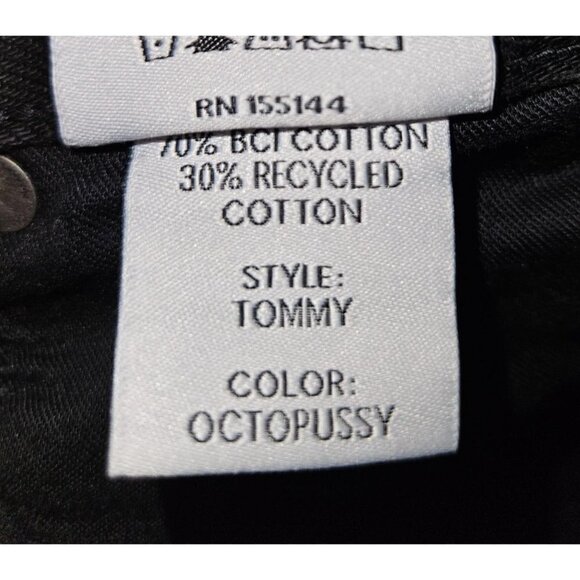 RN 155144
70% BCI COTTON
30% RECYCLED
COTTON
STYLE:
TOMMY
COLOR:
OCTOPUSSY